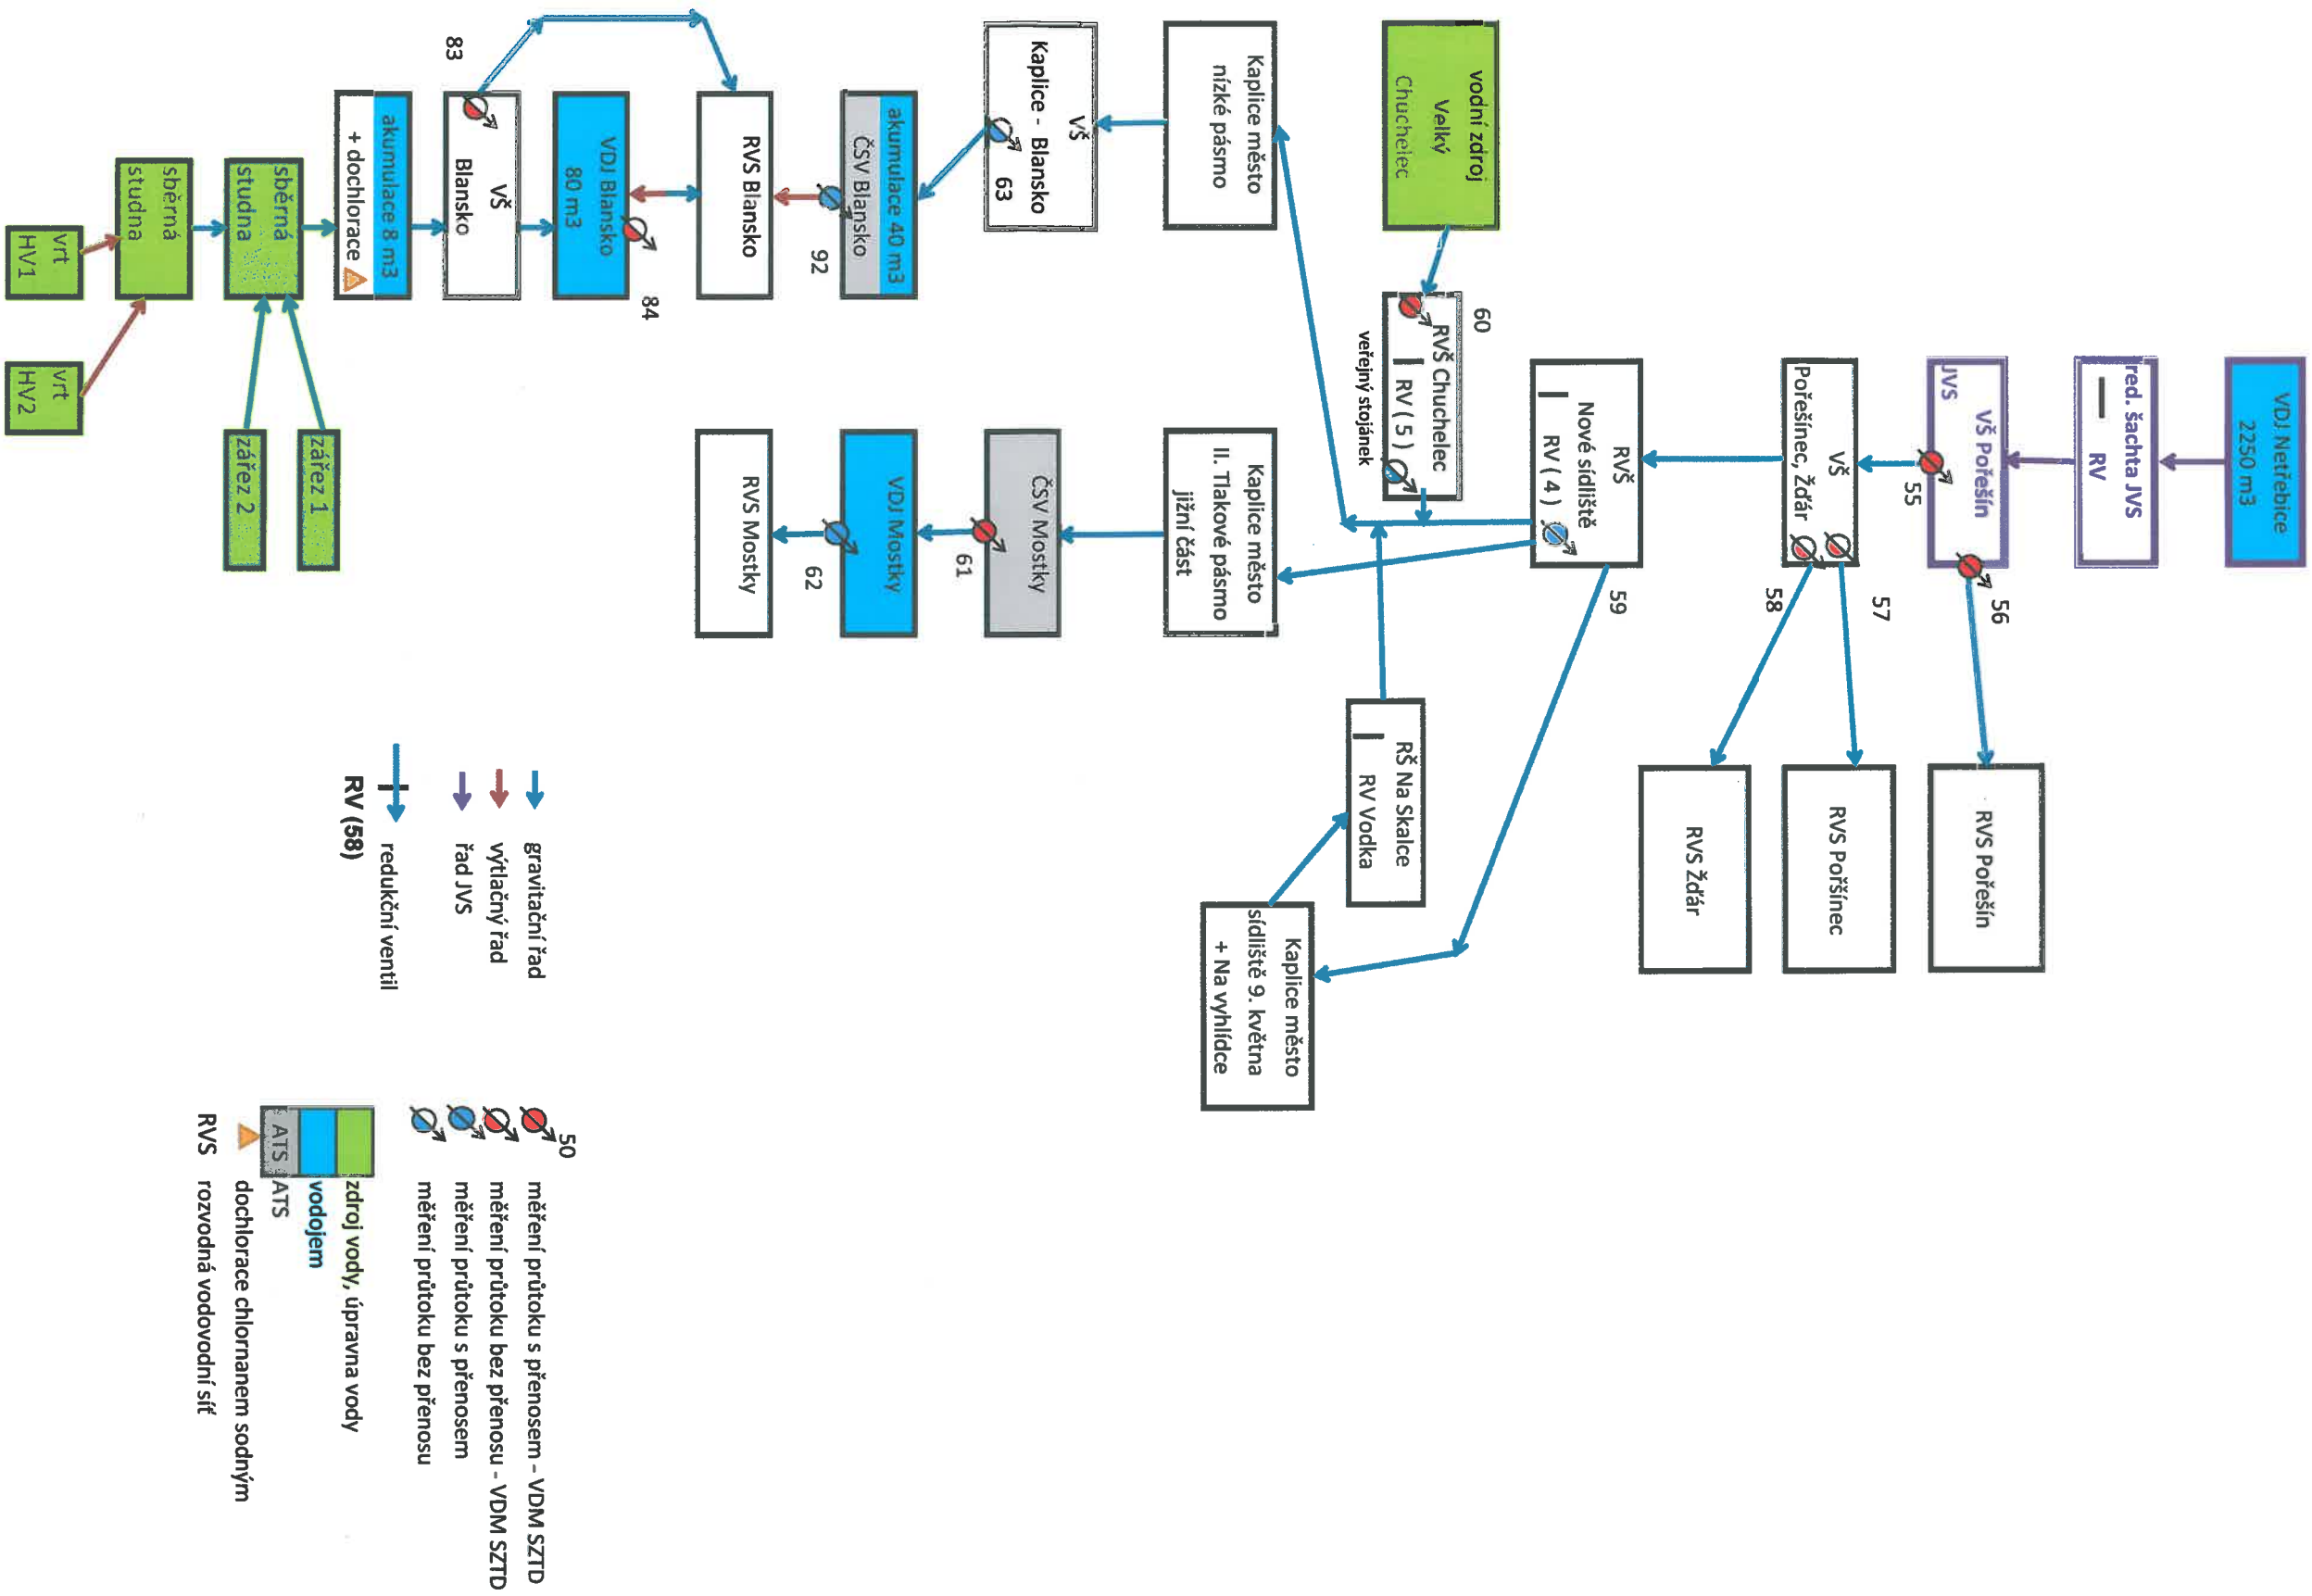 VDJ Netřebice
2250 m3
red. šachta JVS
RV
VŠ Pořešín
JVS
55
56
RVS Pořešín
VŠ
Pořešínec, Žďár
57
58
RVS Pořšínec
RVS Žďár
RVŠ
Nové sídliště
RV ( 4 )
59
vodní zdroj
Velký
Chuchelec
60
RVŠ Chuchelec
RV ( 5 )
veřejný stojánek
RŠ Na Skalce
RV Vodka
Kaplice město
sídliště 9. května
+ Na vyhlídce
Kaplice město
nízké pásmo
Kaplice město
II. Tlakové pásmo
jižní část
VŠ
Kaplice - Blansko
63
ČSV Mostky
61
akumulace 40 m3
ČSV Blansko
92
VDJ Mostky
62
RVS Blansko
RVS Mostky
VDJ Blansko
80 m3
84
VŠ
Blansko
83
akumulace 8 m3
+ dochlorace
sběrná
studna
zářez 1
zářez 2
sběrná
studna
vrt
HV1
vrt
HV2
gravitační řad
výtlačný řad
řad JVS
redukční ventil
RV (58)
50
měření průtoku s přenosem - VDM SZTD
měření průtoku bez přenosu - VDM SZTD
měření průtoku s přenosem
měření průtoku bez přenosu
zdroj vody, úpravna vody
vodojem
ATS ATS
dochlorace chlornanem sodným
RVS rozvodná vodovodní síť